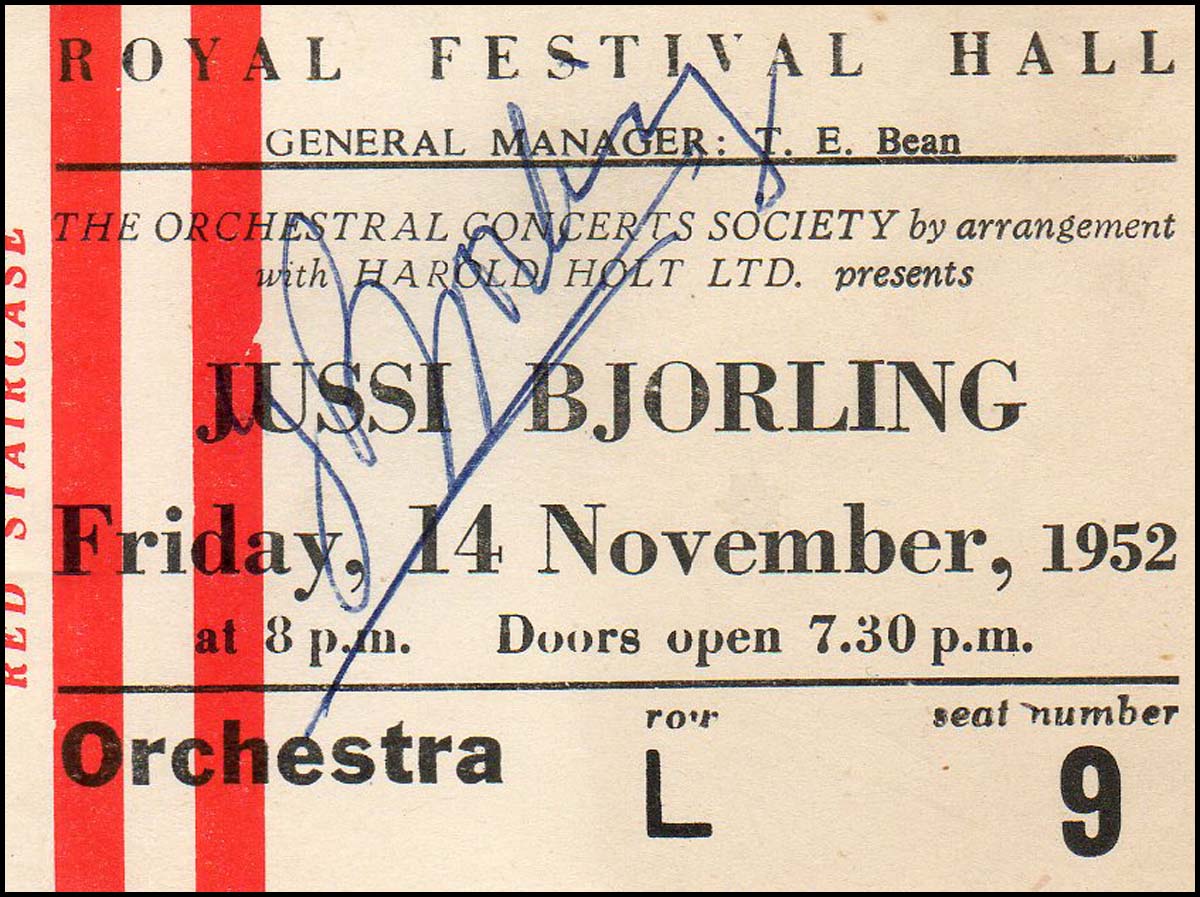 ROYAL FESTIVAL HALL
GENERAL MANAGER: T. E. Bean
THE ORCHESTRAL CONCERTS SOCIETY by arrangement
with HAROLD HOLT LTD. presents
JUSSI BJORLING
Friday, 14 November, 1952
at 8 p.m. Doors open 7.30 p.m.
Orchestra
row
L
seat number
9
RED STAIRCASE